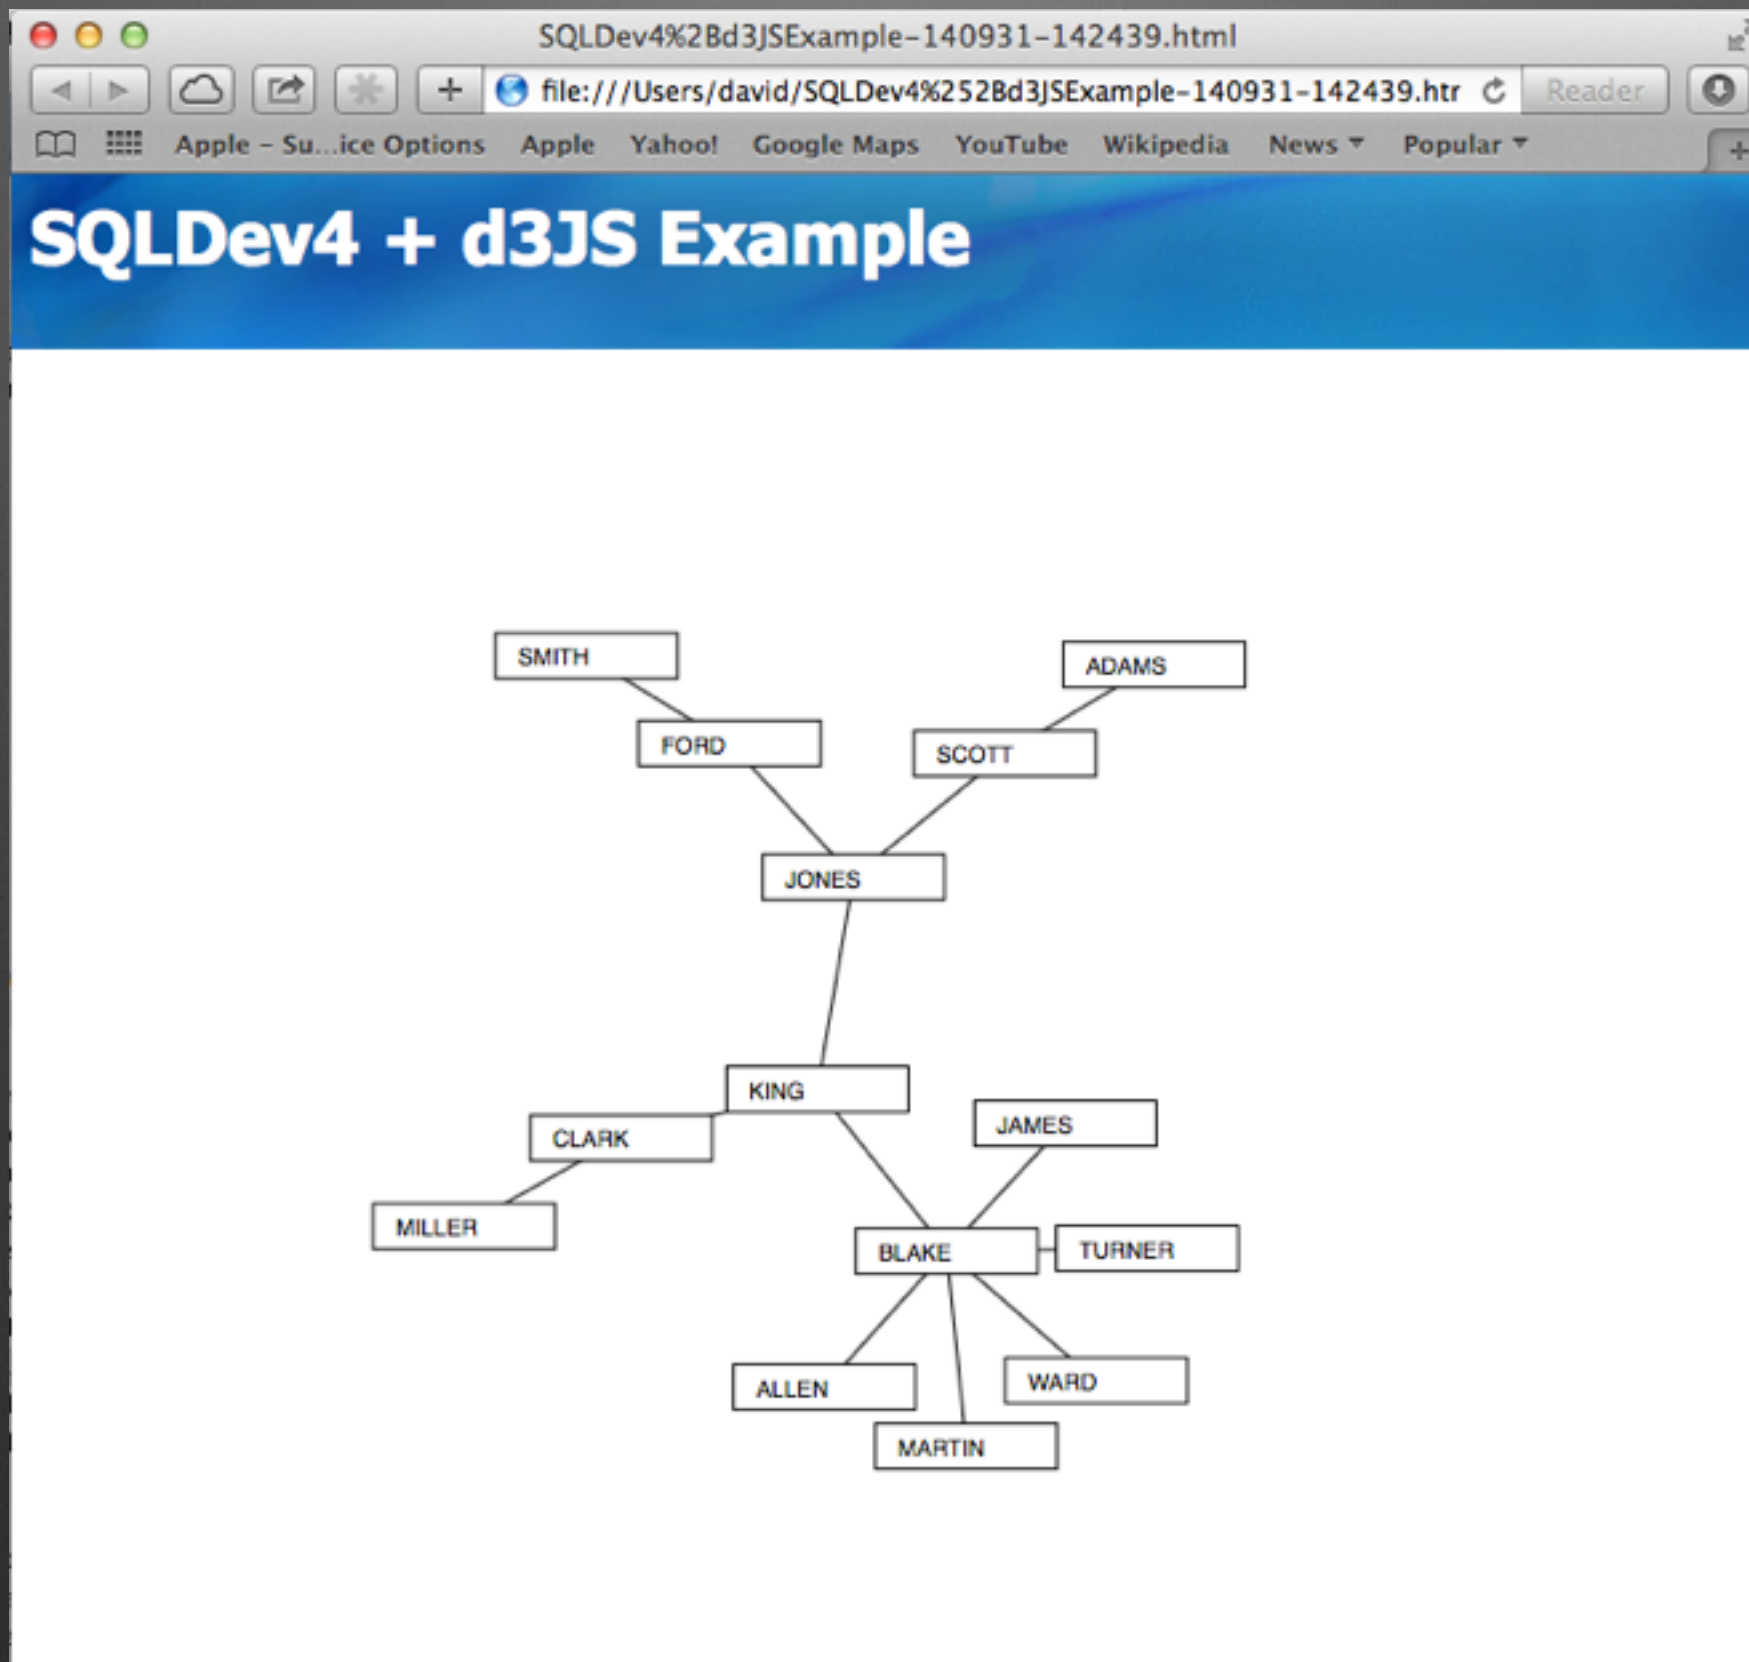 SQLDev4%2Bd3JSExample-140931-142439.html
file:///Users/david/SQLDev4%252Bd3JSExample-140931-142439.htr Reader
Apple – Su...ice Options Apple Yahoo! Google Maps YouTube Wikipedia News Popular
SQLDev4 + d3JS Example
SMITH
ADAMS
FORD
SCOTT
JONES
KING
JAMES
CLARK
MILLER
BLAKE
TURNER
ALLEN
WARD
MARTIN